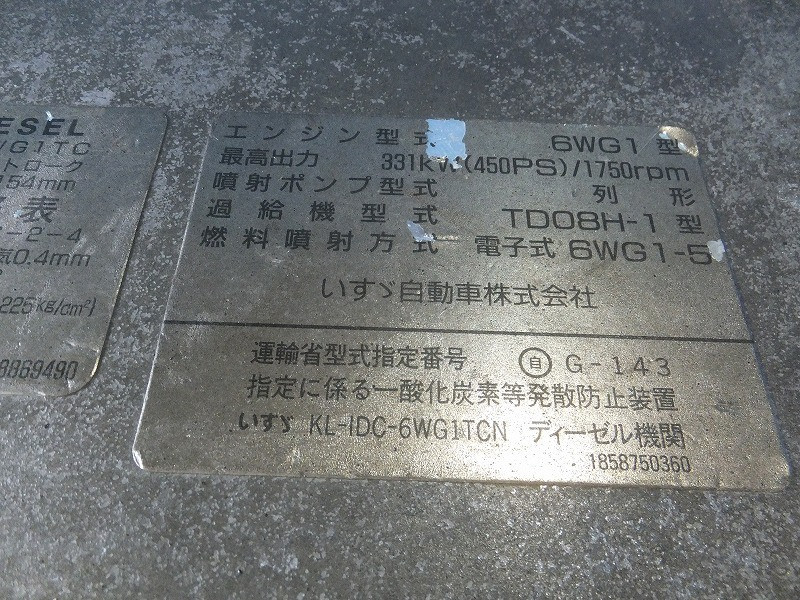 ESEL
WG1TC
トローク
154mm
表
-2-4
気0.4mm
225kg/cm²)
8869490
エンジン型式 6WG1 型
最高出力 331KW(450PS)/1750rpm
噴射ポンプ型式 列形
過給機型式 TD08H-1 型
燃料噴射方式 電子式 6WG1-5
いすゞ自動車株式会社
運輸省型式指定番号 自 G-143
指定に係る一酸化炭素等発散防止装置
いすゞ KL-IDC-6WG1TCN ディーゼル機関
1858750360